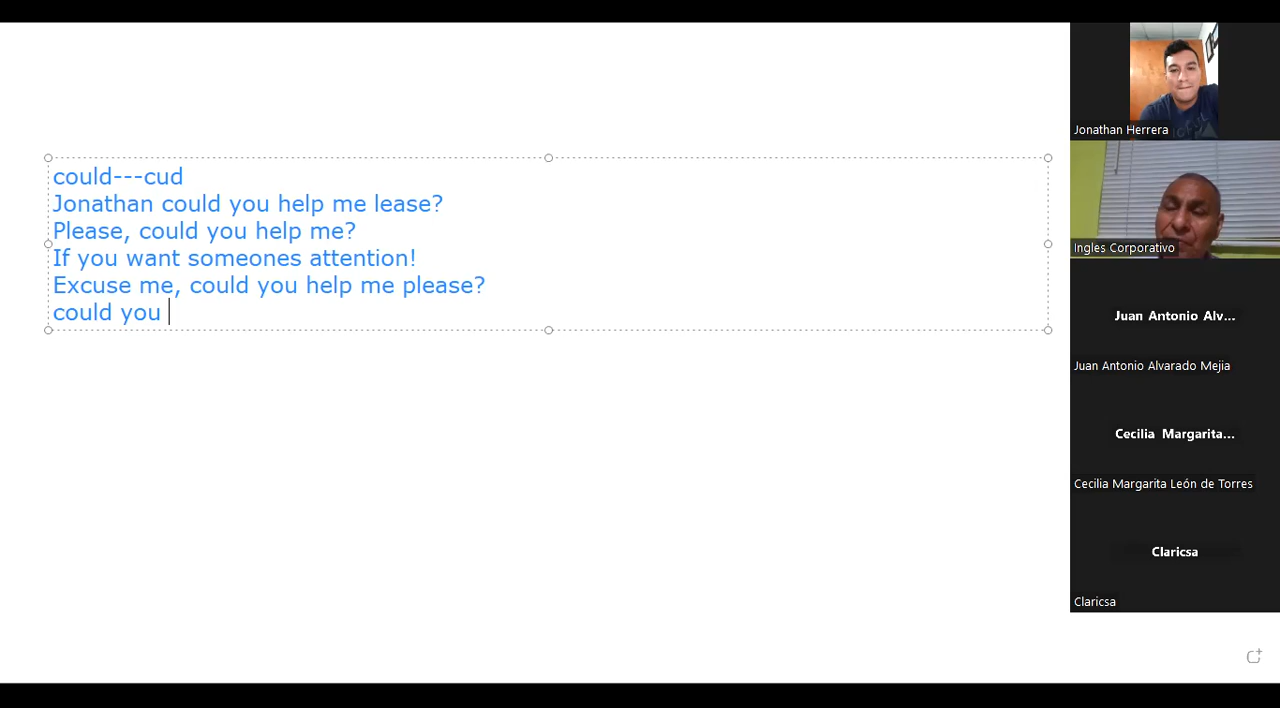 could---cud
Jonathan could you help me lease?
Please, could you help me?
If you want someones attention!
Excuse me, could you help me please?
could you
Jonathan Herrera
Ingles Corporativo
Juan Antonio Alv...
Juan Antonio Alvarado Mejia
Cecilia Margarita...
Cecilia Margarita León de Torres
Claricsa
Claricsa